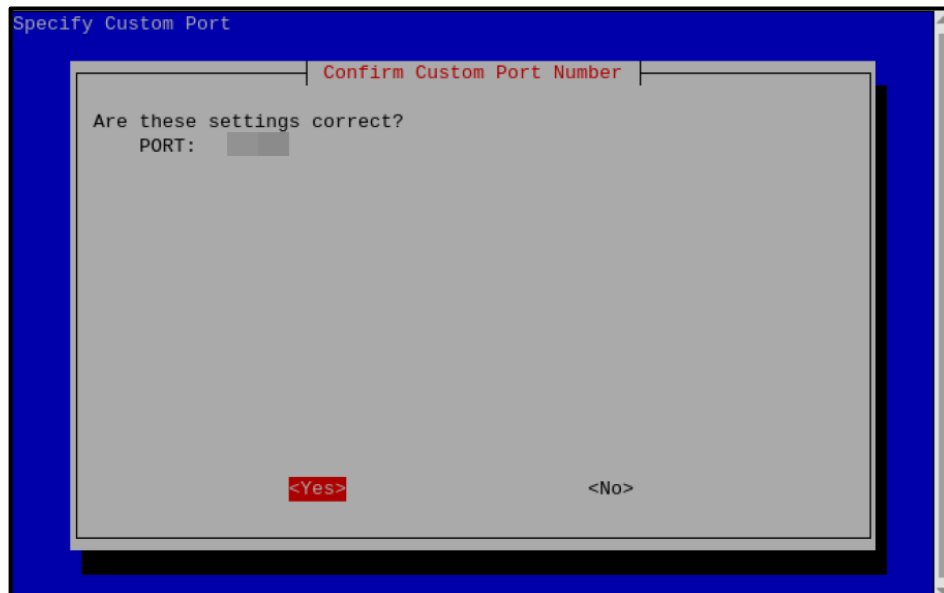 Specify Custom Port
Confirm Custom Port Number
Are these settings correct?
PORT:
<Yes> <No>